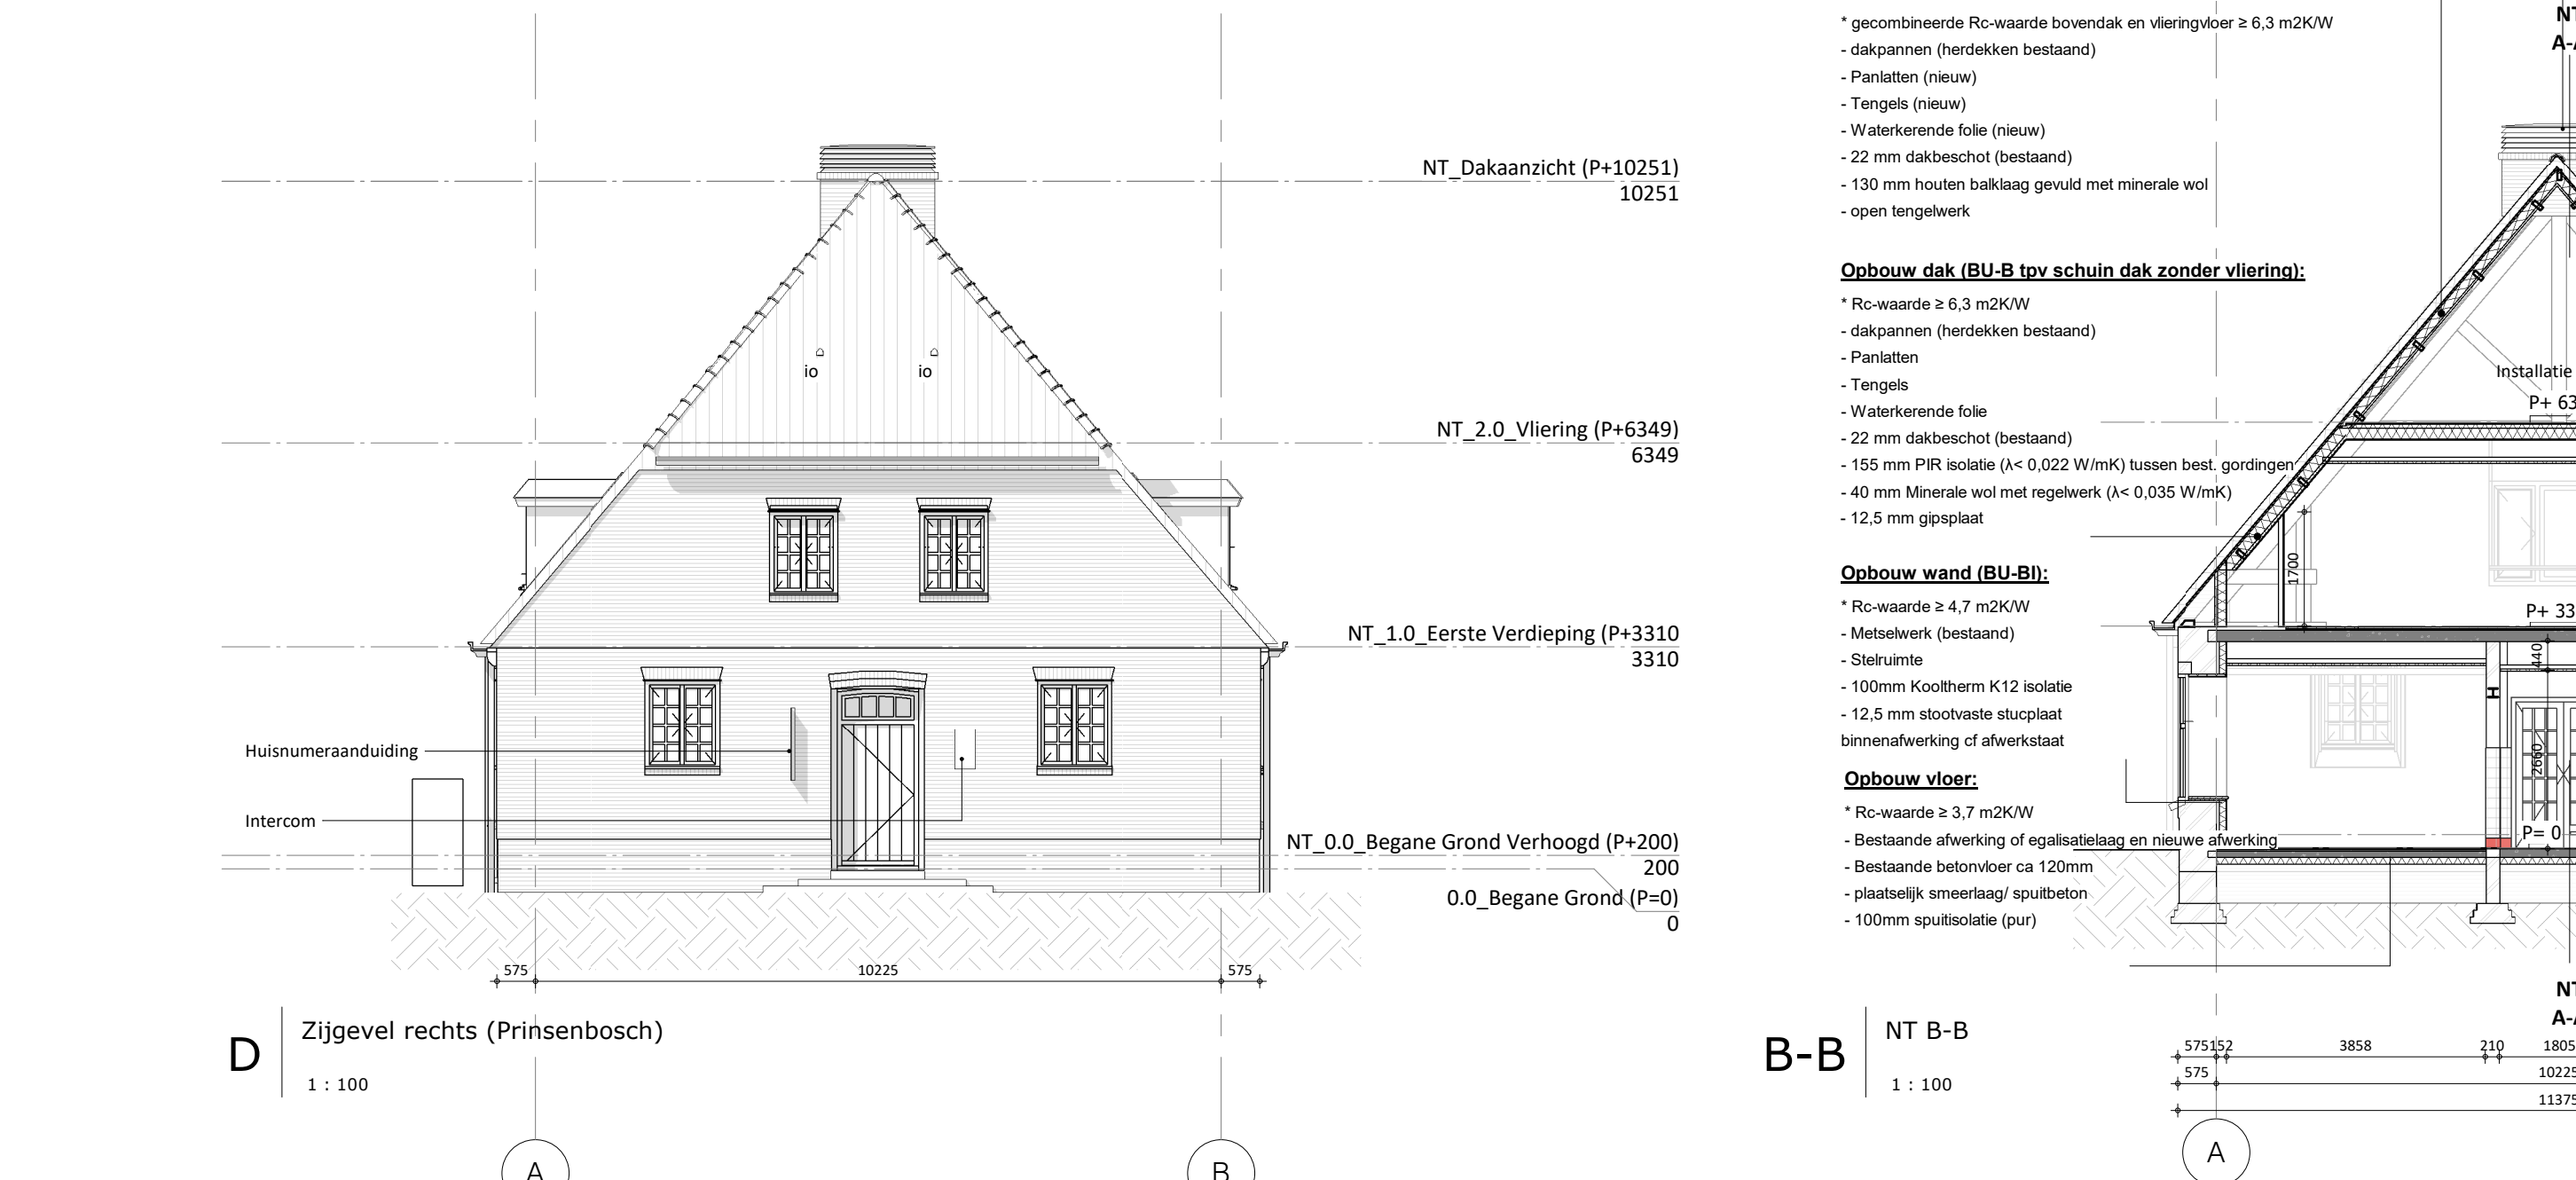 NT_Dakaanzicht (P+10251)
10251
io
io
NT_2.0_Vliering (P+6349)
6349
NT_1.0_Eerste Verdieping (P+3310
3310
Huisnumeraanduiding
Intercom
NT_0.0_Begane Grond Verhoogd (P+200)
200
0.0_Begane Grond (P=0)
0
575
10225
575
D
Zijgevel rechts (Prinsenbosch)
1 : 100
A
B
* gecombineerde Rc-waarde bovendak en vlieringvloer ≥ 6,3 m2K/W
- dakpannen (herdekken bestaand)
- Panlatten (nieuw)
- Tengels (nieuw)
- Waterkerende folie (nieuw)
- 22 mm dakbeschot (bestaand)
- 130 mm houten balklaag gevuld met minerale wol
- open tengelwerk
Opbouw dak (BU-B tpv schuin dak zonder vliering):
* Rc-waarde ≥ 6,3 m2K/W
- dakpannen (herdekken bestaand)
- Panlatten
- Tengels
- Waterkerende folie
- 22 mm dakbeschot (bestaand)
- 155 mm PIR isolatie (λ< 0,022 W/mK) tussen best. gordingen
- 40 mm Minerale wol met regelwerk (λ< 0,035 W/mK)
- 12,5 mm gipsplaat
Opbouw wand (BU-BI):
* Rc-waarde ≥ 4,7 m2K/W
- Metselwerk (bestaand)
- Stelruimte
- 100mm Kooltherm K12 isolatie
- 12,5 mm stootvaste stucplaat
binnenafwerking cf afwerkstaat
Opbouw vloer:
* Rc-waarde ≥ 3,7 m2K/W
- Bestaande afwerking of egalisatielaag en nieuwe afwerking
- Bestaande betonvloer ca 120mm
- plaatselijk smeerlaag/ spuitbeton
- 100mm spuitisolatie (pur)
NT
A-
Installatie
P+ 63
1700
P+ 33
440
2660
P= 0
NT
A-
B-B
NT B-B
1 : 100
575
152
3858
210
1805
575
10225
11375
A